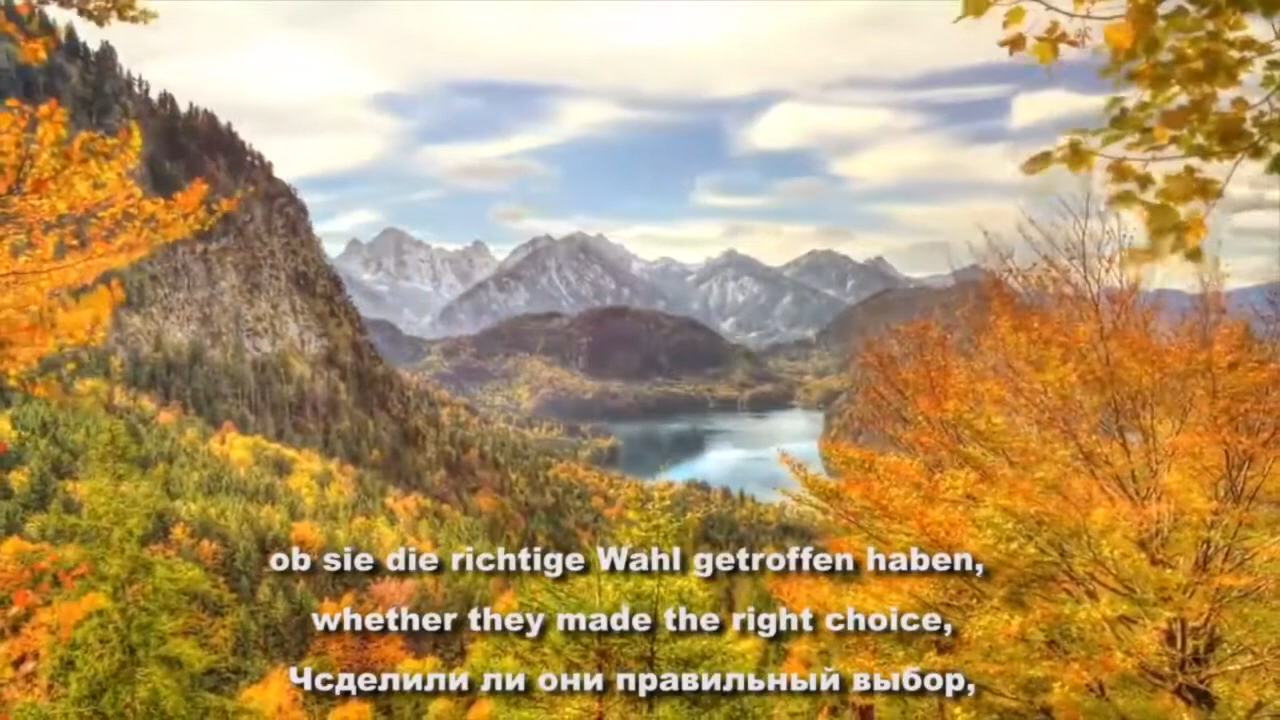 ob sie die richtige Wahl getroffen haben,
whether they made the right choice,
Чсделили ли они правильный выбор,